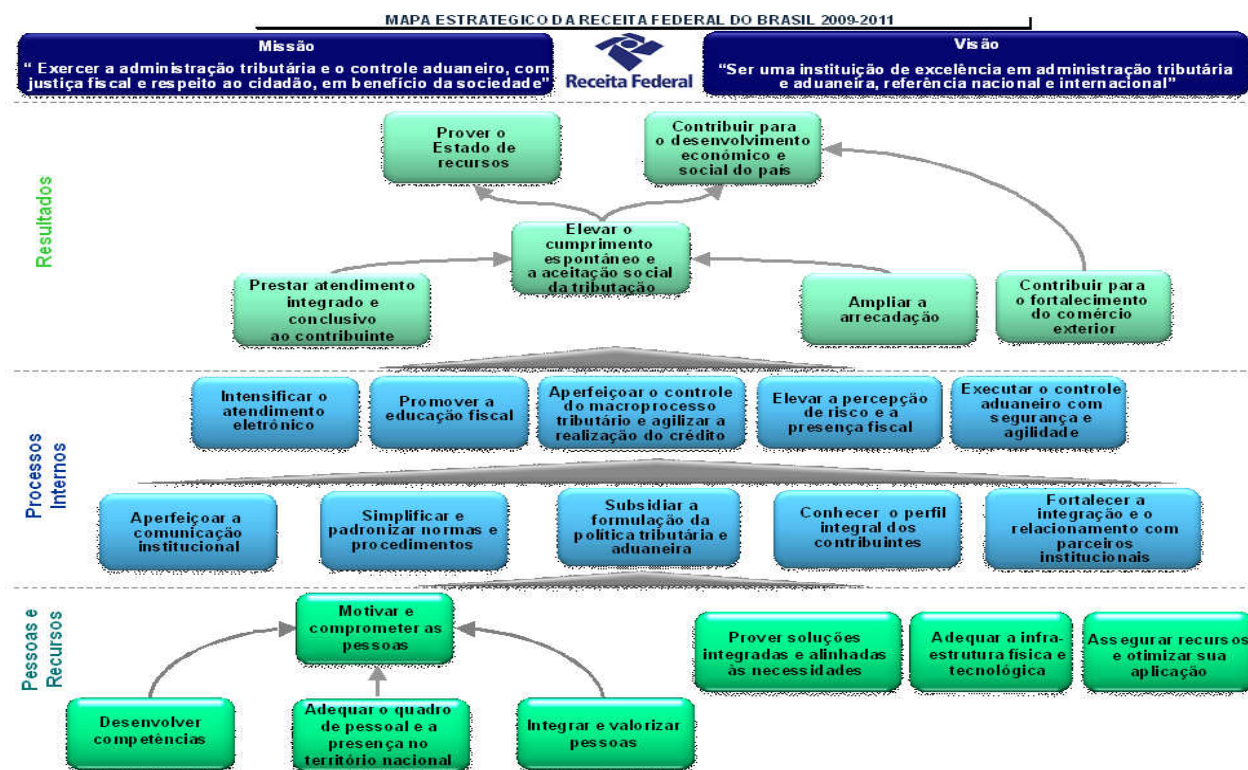 MAPA ESTRATEGICO DA RECEITA FEDERAL DO BRASIL 2009-2011
Missão
“ Exercer a administração tributária e o controle aduaneiro, com
justiça fiscal e respeito ao cidadão, em benefício da sociedade”
Receita Federal
Visão
“Ser uma instituição de excelência em administração tributária
e aduaneira, referência nacional e internacional”
Resultados
Prover o
Estado de
recursos
Contribuir para
o desenvolvimento
econômico e
social do país
Elevar o
cumprimento
espontâneo e
a aceitação social
da tributação
Prestar atendimento
integrado e
conclusivo
ao contribuinte
Ampliar a
arrecadação
Contribuir para
o fortalecimento
do comércio
exterior
Processos
Internos
Intensificar o
atendimento
eletrônico
Promover a
educação fiscal
Aperfeiçoar o controle
do macroprocesso
tributário e agilizar a
realização do crédito
Elevar a percepção
de risco e a
presença fiscal
Executar o controle
aduaneiro com
segurança e
agilidade
Aperfeiçoar a
comunicação
institucional
Simplificar e
padronizar normas e
procedimentos
Subsidiar a
formulação da
política tributária e
aduaneira
Conhecer o perfil
integral dos
contribuintes
Fortalecer a
integração e o
relacionamento com
parceiros
institucionais
Pessoas e
Recursos
Motivar e
comprometer as
pessoas
Prover soluções
integradas e alinhadas
às necessidades
Adequar a infra-
estrutura física e
tecnológica
Assegurar recursos
e otimizar sua
aplicação
Desenvolver
competências
Adequar o quadro
de pessoal e a
presença no
território nacional
Integrar e valorizar
pessoas